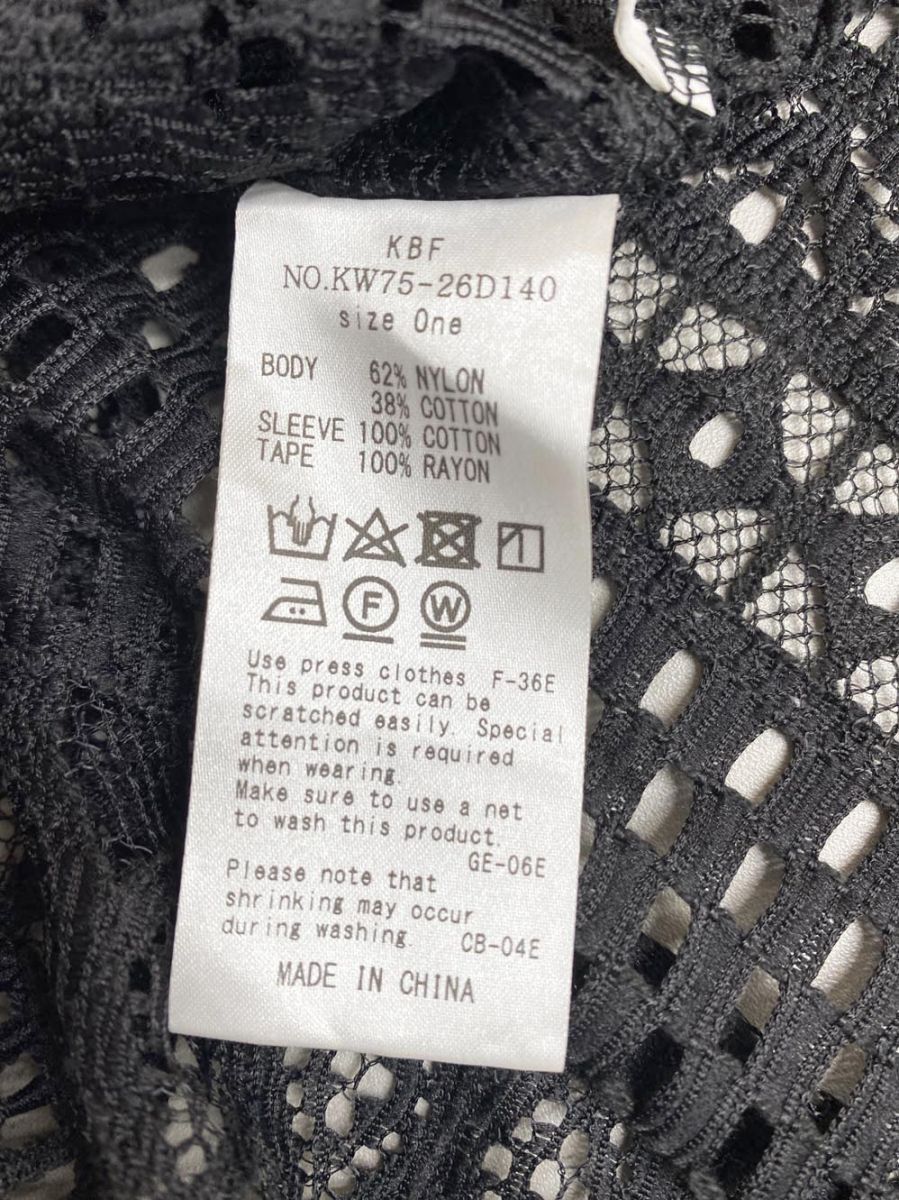 KBF
NO.KW75-26D140
size One
BODY 62% NYLON
38% COTTON
SLEEVE 100% COTTON
TAPE 100% RAYON
F W
Use press clothes F-36E
This product can be
scratched easily. Special
attention is required
when wearing.
Make sure to use a net
to wash this product.
GE-06E
Please note that
shrinking may occur
during washing. CB-04E
MADE IN CHINA